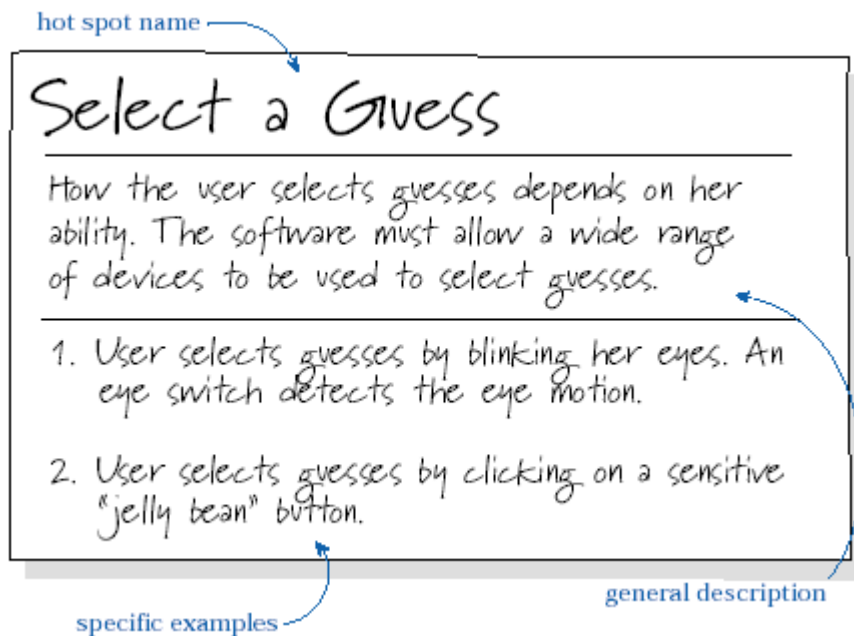 hot spot name
Select a Guess
How the user selects guesses depends on her
ability. The software must allow a wide range
of devices to be used to select guesses.
1. User selects guesses by blinking her eyes. An
eye switch detects the eye motion.
2. User selects guesses by clicking on a sensitive
"jelly bean" button.
general description
specific examples